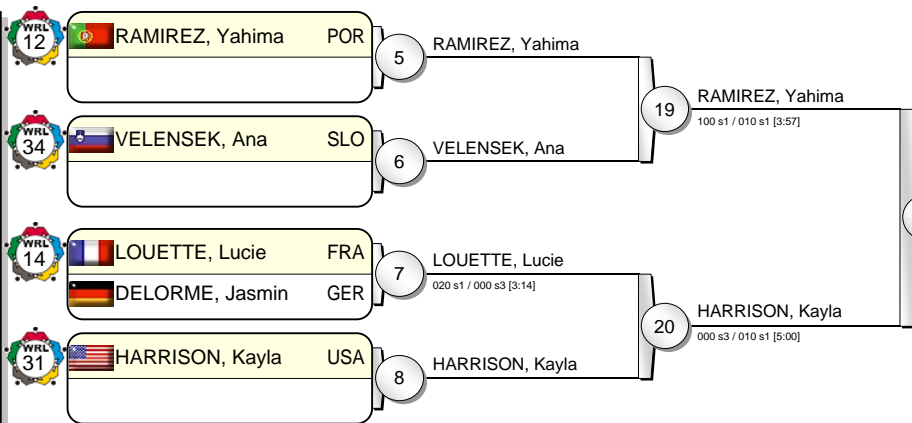 WRL
12
RAMIREZ, Yahima POR
5
RAMIREZ, Yahima
19
RAMIREZ, Yahima
100 s1 / 010 s1 [3:57]
WRL
34
VELENSEK, Ana SLO
6
VELENSEK, Ana
WRL
14
LOUETTE, Lucie FRA
DELORME, Jasmin GER
7
LOUETTE, Lucie
020 s1 / 000 s3 [3:14]
20
HARRISON, Kayla
000 s3 / 010 s1 [5:00]
WRL
31
HARRISON, Kayla USA
8
HARRISON, Kayla